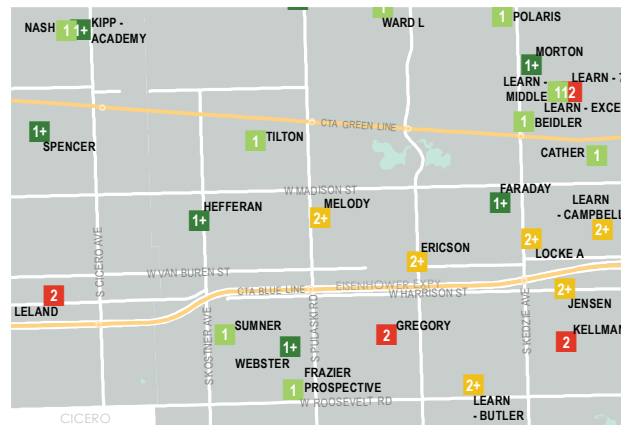 POLARIS
WARD L
NASH
1
1+
KIPP -
ACADEMY
1
1
MORTON
1+
LEARN -
MIDDLE
LEARN - 7
1
1
2
LEARN - EXCE
1
BEIDLER
CTA GREEN LINE
1+
SPENCER
1
TILTON
CATHER
1
W MADISON ST
FARADAY
1+
HEFFERAN
1+
MELODY
2+
LEARN
- CAMPBELL
2+
2+
LOCKE A
ERICSON
2+
S CICERO AVE
W VAN BUREN ST
EISENHOWER EXPY
CTA BLUE LINE
W HARRISON ST
2
LELAND
2+
JENSEN
S KOSTNER AVE
S PULASKI RD
S KEDZIE AVE
1
SUMNER
1+
WEBSTER
2
GREGORY
2
KELLMAN
FRAZIER
PROSPECTIVE
1
W ROOSEVELT RD
2+
LEARN
- BUTLER
CICERO